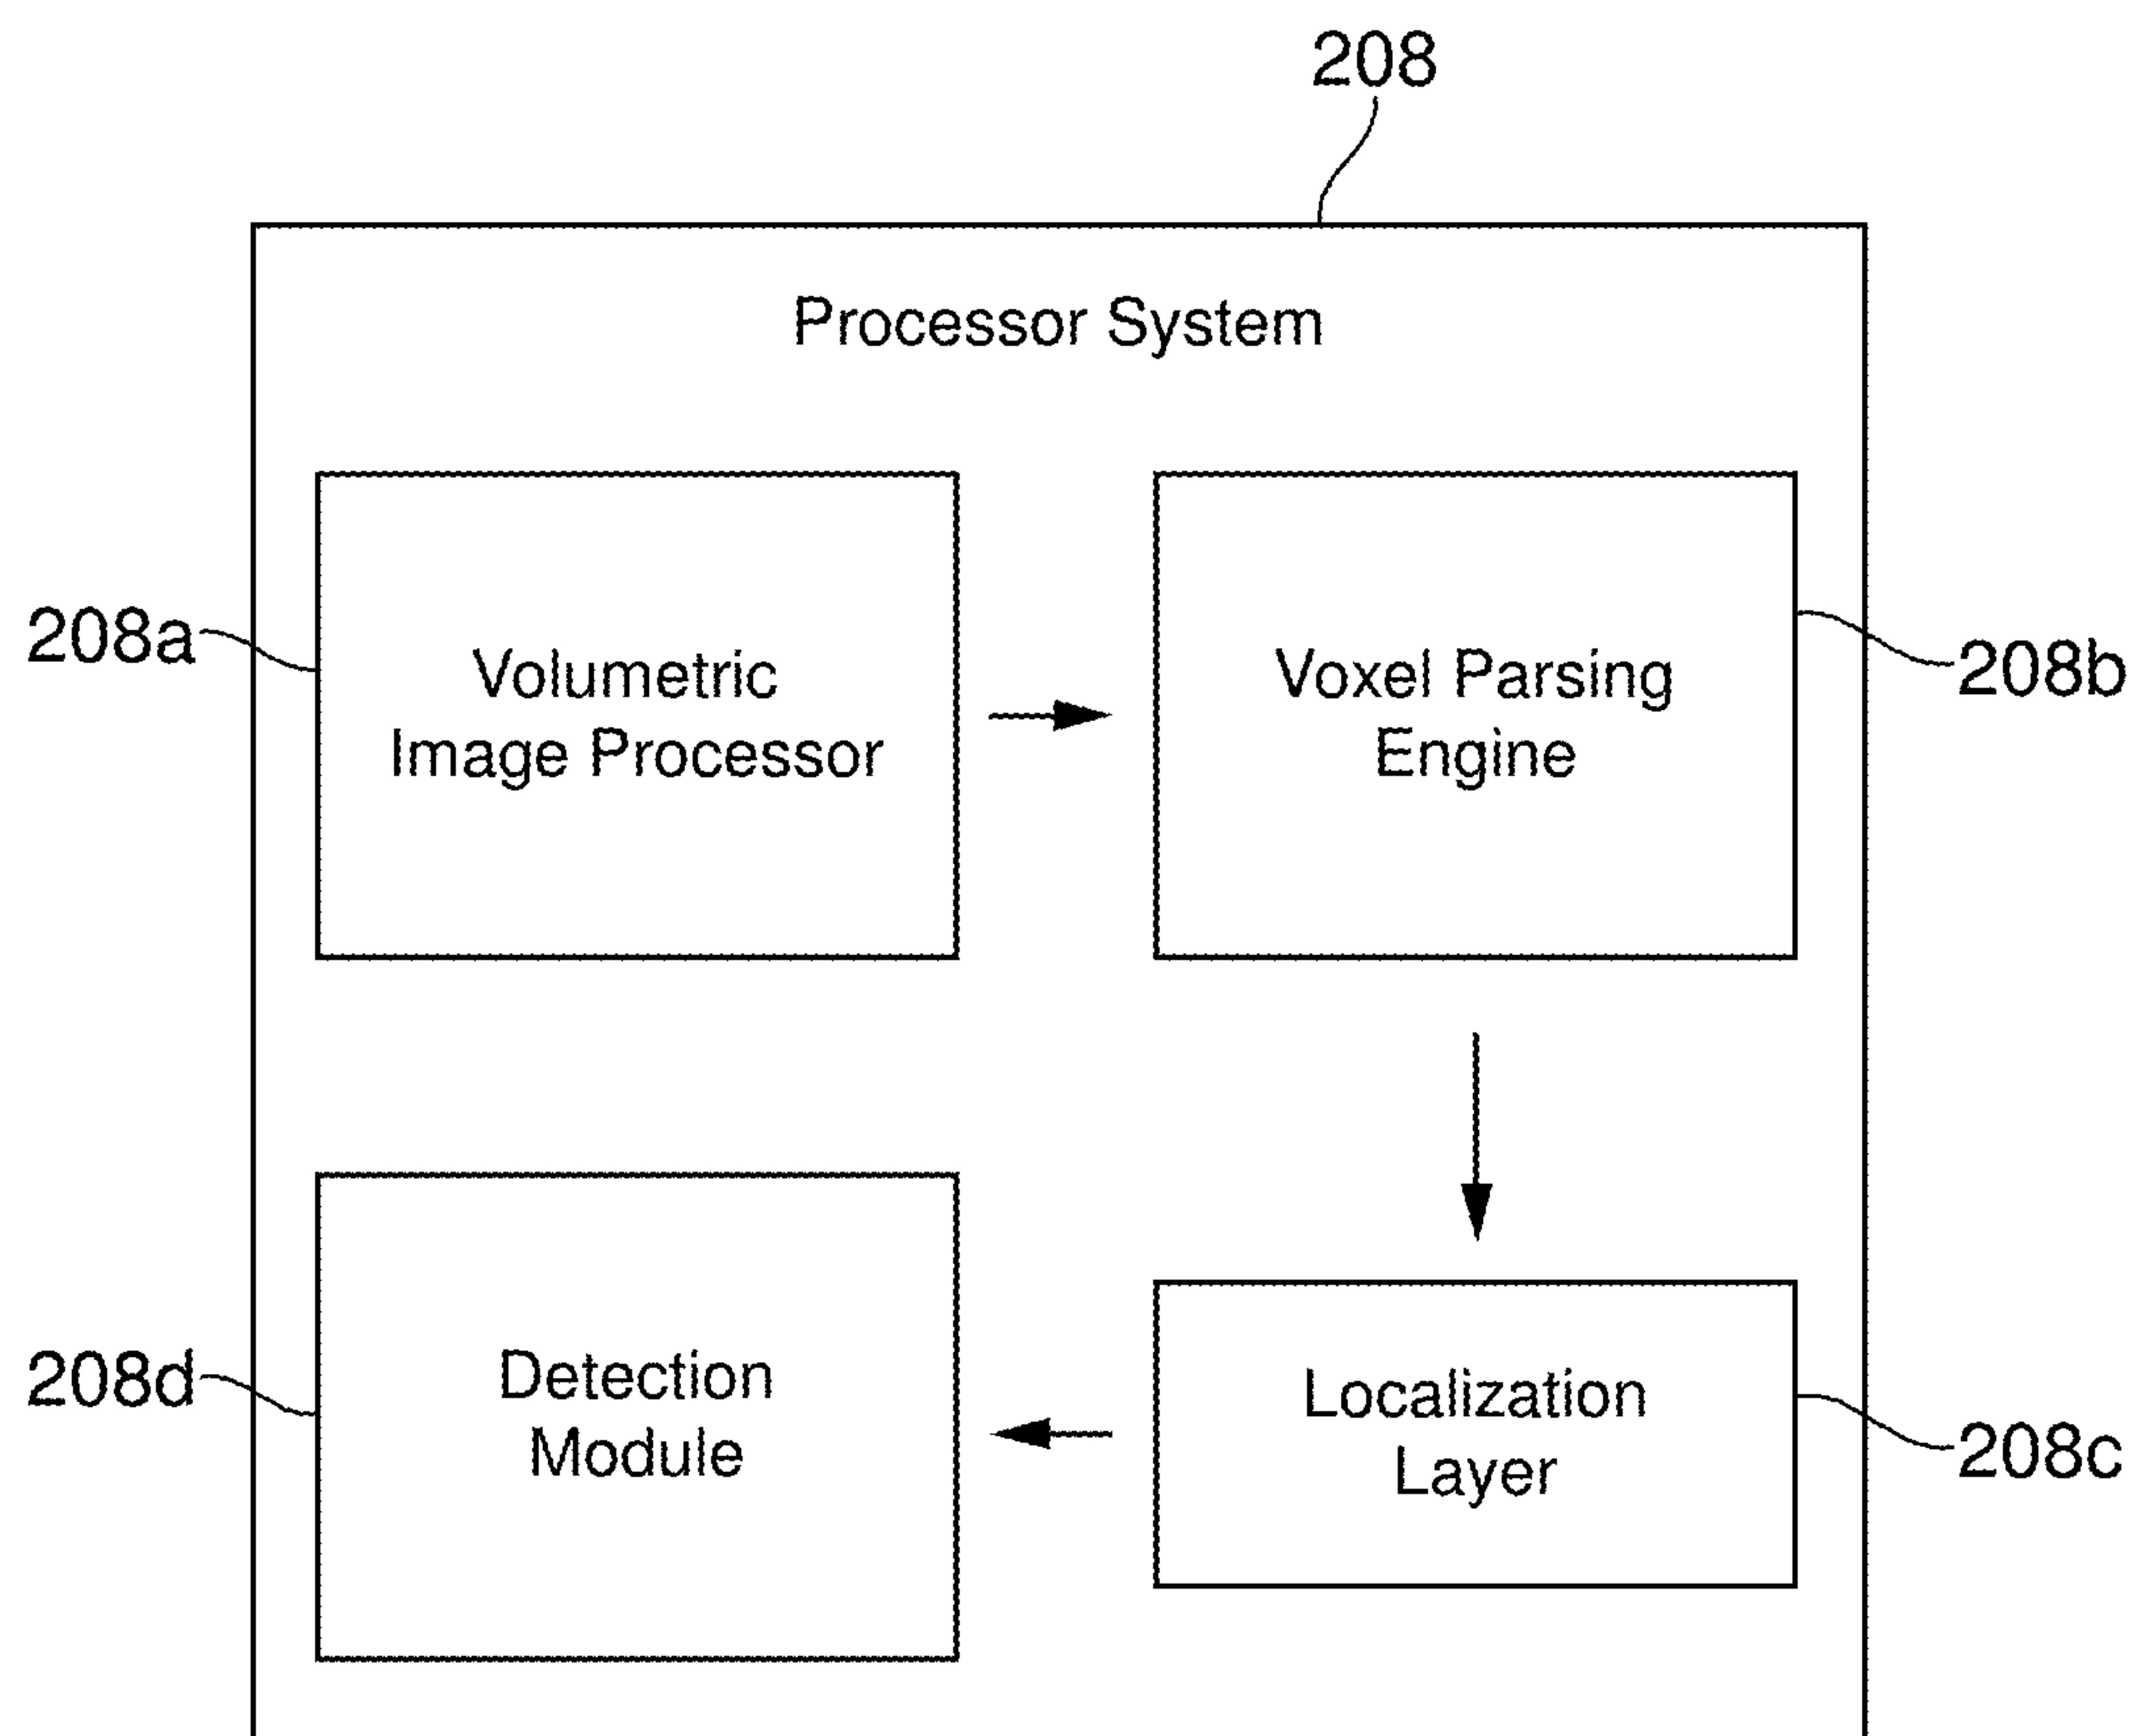 208
Processor System
208a
Volumetric
Image Processor
Voxel Parsing
Engine
208b
208d
Detection
Module
Localization
Layer
208c